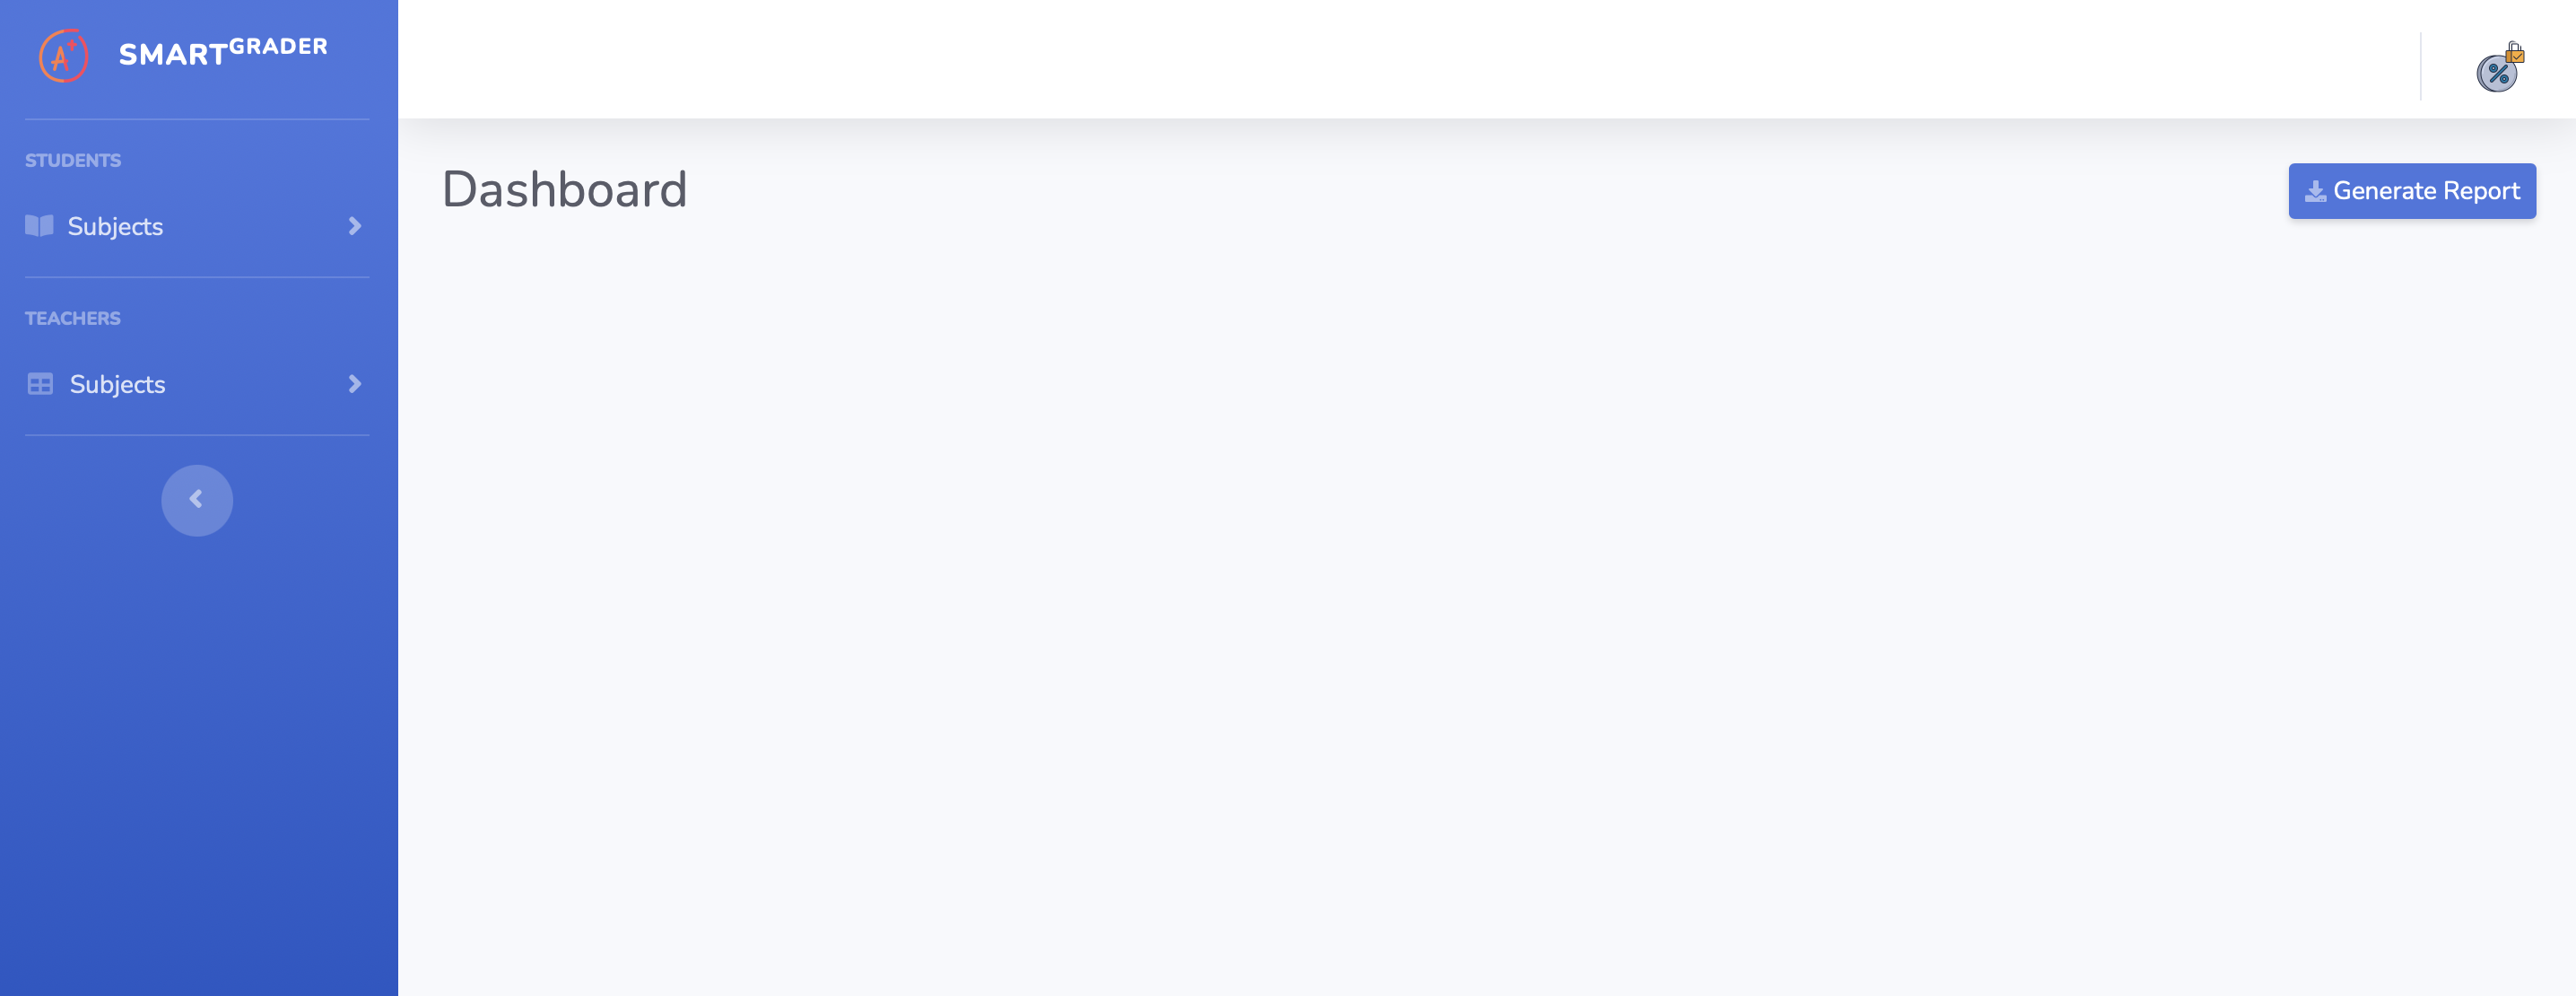 SMARTGRADER
STUDENTS
Subjects
TEACHERS
Subjects
Dashboard
Generate Report